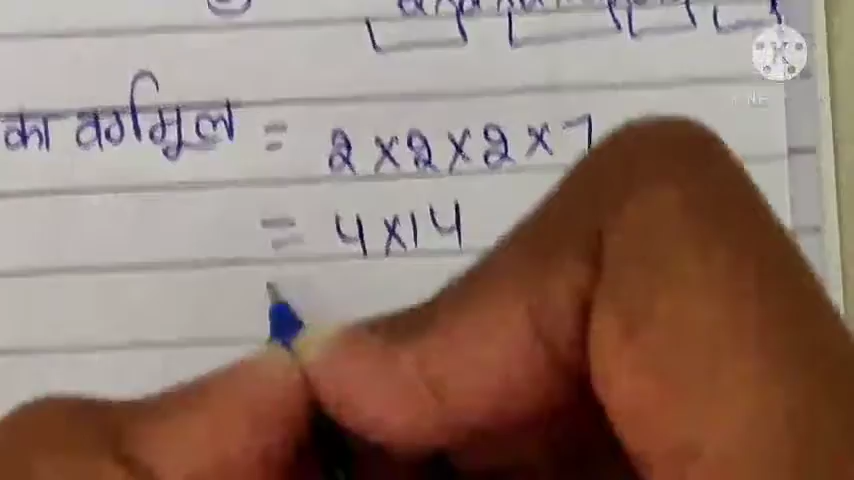 का वर्गमूल = 2 × 2 × 2 × 7
= 4 × 14